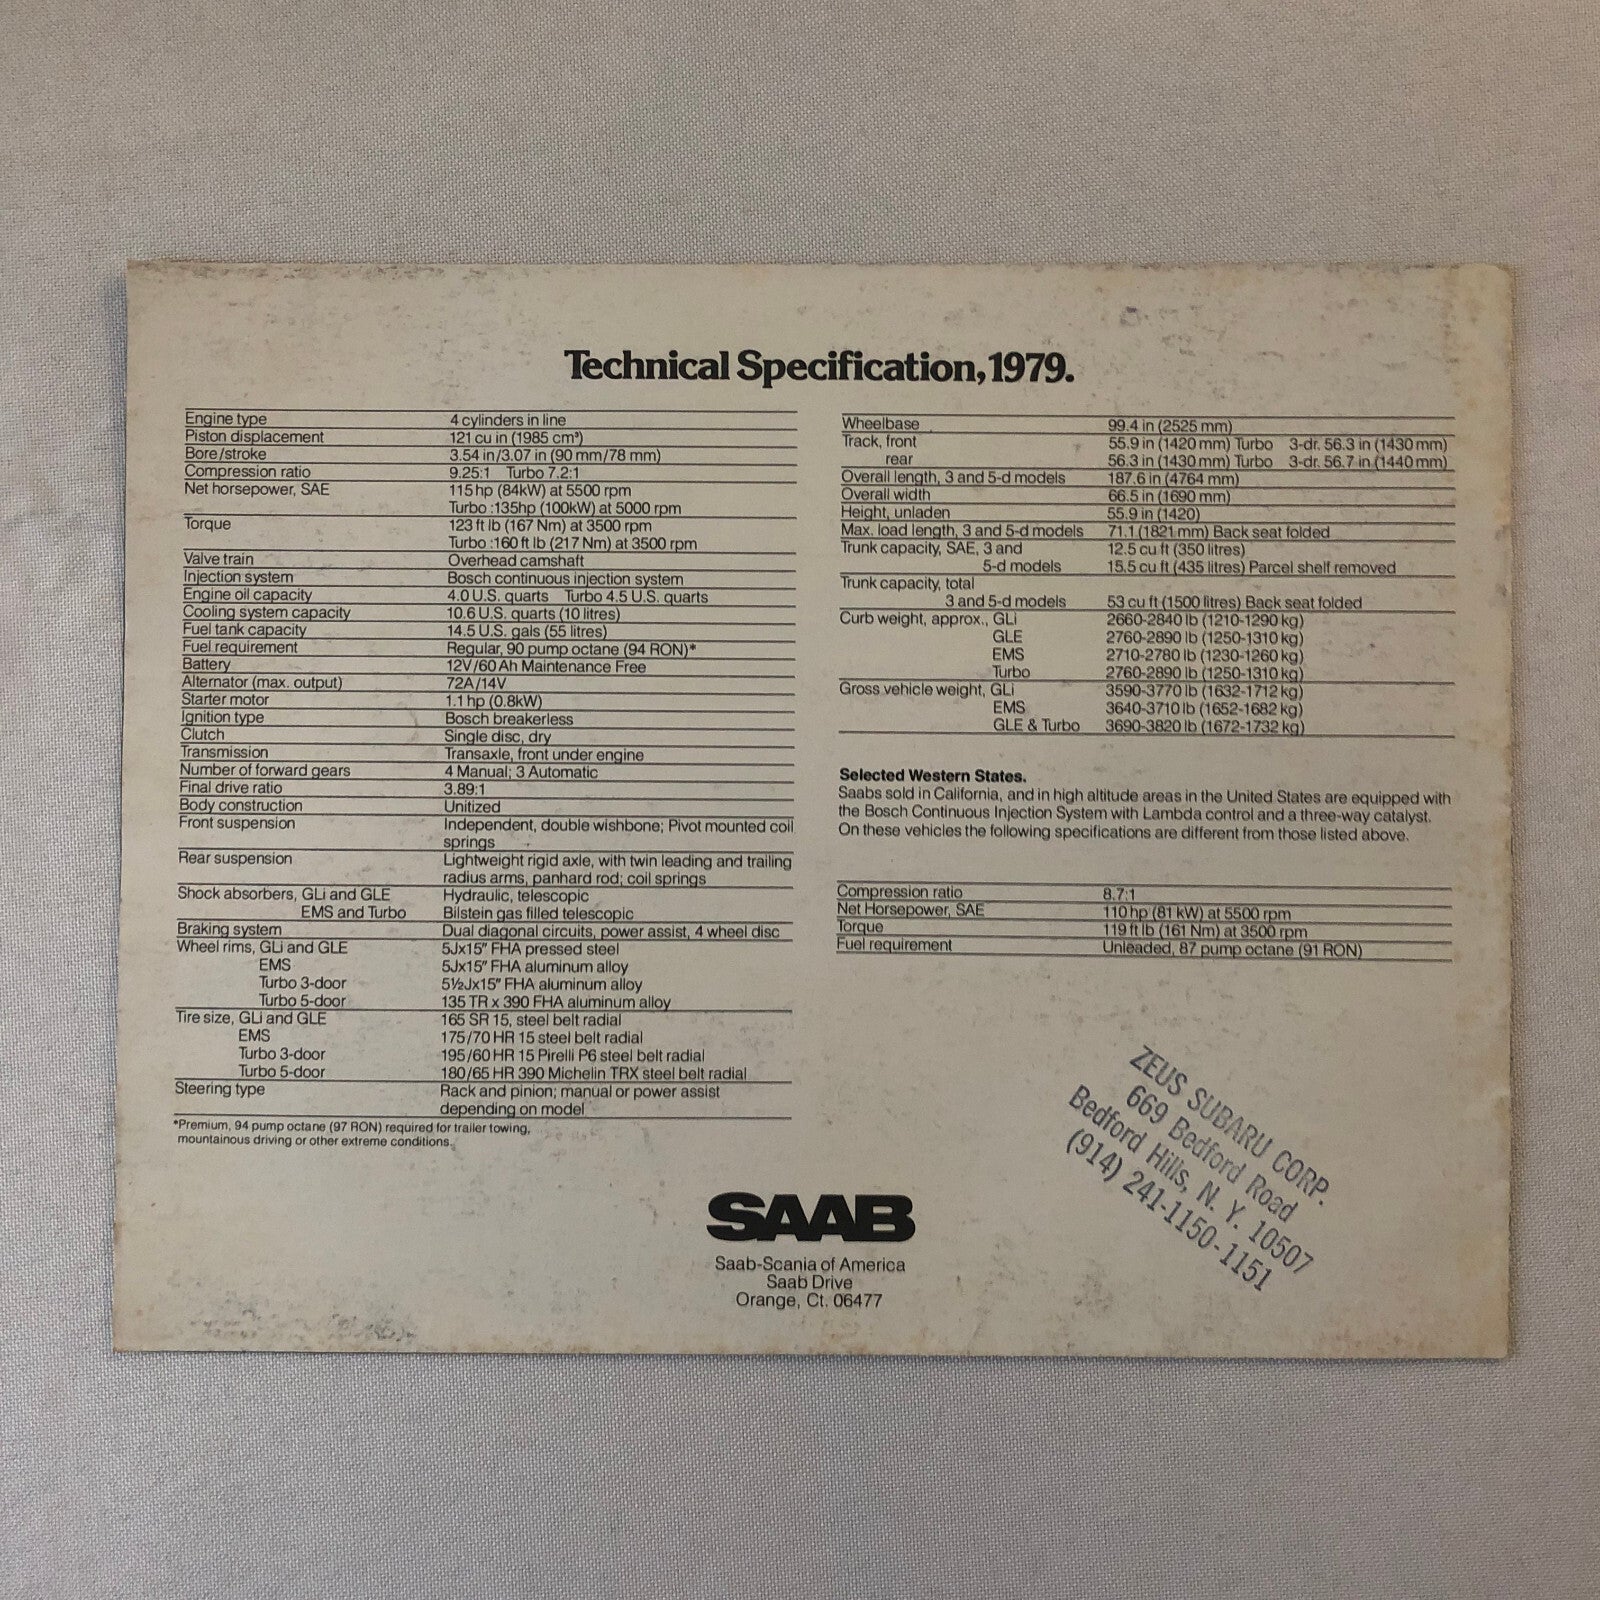 Technical Specification, 1979.
Engine type 4 cylinders in line
Piston displacement 121 cu in (1985 cm³)
Bore/stroke 3.54 in/3.07 in (90 mm/78 mm)
Compression ratio 9.25:1 Turbo 7.2:1
Net horsepower, SAE 115 hp (84kW) at 5500 rpm
Turbo :135hp (100kW) at 5000 rpm
Torque 123 ft lb (167 Nm) at 3500 rpm
Turbo :160 ft lb (217 Nm) at 3500 rpm
Valve train Overhead camshaft
Injection system Bosch continuous injection system
Engine oil capacity 4.0 U.S. quarts Turbo 4.5 U.S. quarts
Cooling system capacity 10.6 U.S. quarts (10 litres)
Fuel tank capacity 14.5 U.S. gals (55 litres)
Fuel requirement Regular, 90 pump octane (94 RON)*
Battery 12V/60 Ah Maintenance Free
Alternator (max. output) 72A/14V
Starter motor 1.1 hp (0.8kW)
Ignition type Bosch breakerless
Clutch Single disc, dry
Transmission Transaxle, front under engine
Number of forward gears 4 Manual; 3 Automatic
Final drive ratio 3.89:1
Body construction Unitized
Front suspension Independent, double wishbone; Pivot mounted coil
springs
Rear suspension Lightweight rigid axle, with twin leading and trailing
radius arms, panhard rod; coil springs
Shock absorbers, GLi and GLE Hydraulic, telescopic
EMS and Turbo Bilstein gas filled telescopic
Braking system Dual diagonal circuits, power assist, 4 wheel disc
Wheel rims, GLi and GLE 5Jx15″ FHA pressed steel
EMS 5Jx15″ FHA aluminum alloy
Turbo 3-door 5½Jx15″ FHA aluminum alloy
Turbo 5-door 135 TR x 390 FHA aluminum alloy
Tire size, GLi and GLE 165 SR 15, steel belt radial
EMS 175/70 HR 15 steel belt radial
Turbo 3-door 195/60 HR 15 Pirelli P6 steel belt radial
Turbo 5-door 180/65 HR 390 Michelin TRX steel belt radial
Steering type Rack and pinion; manual or power assist
depending on model
*Premium, 94 pump octane (97 RON) required for trailer towing,
mountainous driving or other extreme conditions.
Wheelbase 99.4 in (2525 mm)
Track, front 55.9 in (1420 mm) Turbo 3-dr. 56.3 in (1430 mm)
rear 56.3 in (1430 mm) Turbo 3-dr. 56.7 in (1440 mm)
Overall length, 3 and 5-d models 187.6 in (4764 mm)
Overall width 66.5 in (1690 mm)
Height, unladen 55.9 in (1420)
Max. load length, 3 and 5-d models 71.1 (1821 mm) Back seat folded
Trunk capacity, SAE, 3 and 12.5 cu ft (350 litres)
5-d models 15.5 cu ft (435 litres) Parcel shelf removed
Trunk capacity, total
3 and 5-d models 53 cu ft (1500 litres) Back seat folded
Curb weight, approx., GLi 2660-2840 lb (1210-1290 kg)
GLE 2760-2890 lb (1250-1310 kg)
EMS 2710-2780 lb (1230-1260 kg)
Turbo 2760-2890 lb (1250-1310 kg)
Gross vehicle weight, GLi 3590-3770 lb (1632-1712 kg)
EMS 3640-3710 lb (1652-1682 kg)
GLE & Turbo 3690-3820 lb (1672-1732 kg)
Selected Western States.
Saabs sold in California, and in high altitude areas in the United States are equipped with
the Bosch Continuous Injection System with Lambda control and a three-way catalyst.
On these vehicles the following specifications are different from those listed above.
Compression ratio 8.7:1
Net Horsepower, SAE 110 hp (81 kW) at 5500 rpm
Torque 119 ft lb (161 Nm) at 3500 rpm
Fuel requirement Unleaded, 87 pump octane (91 RON)
ZEUS SUBARU CORP.
669 Bedford Road
Bedford Hills, N. Y. 10507
(914) 241-1150-1151
SAAB
Saab-Scania of America
Saab Drive
Orange, Ct. 06477